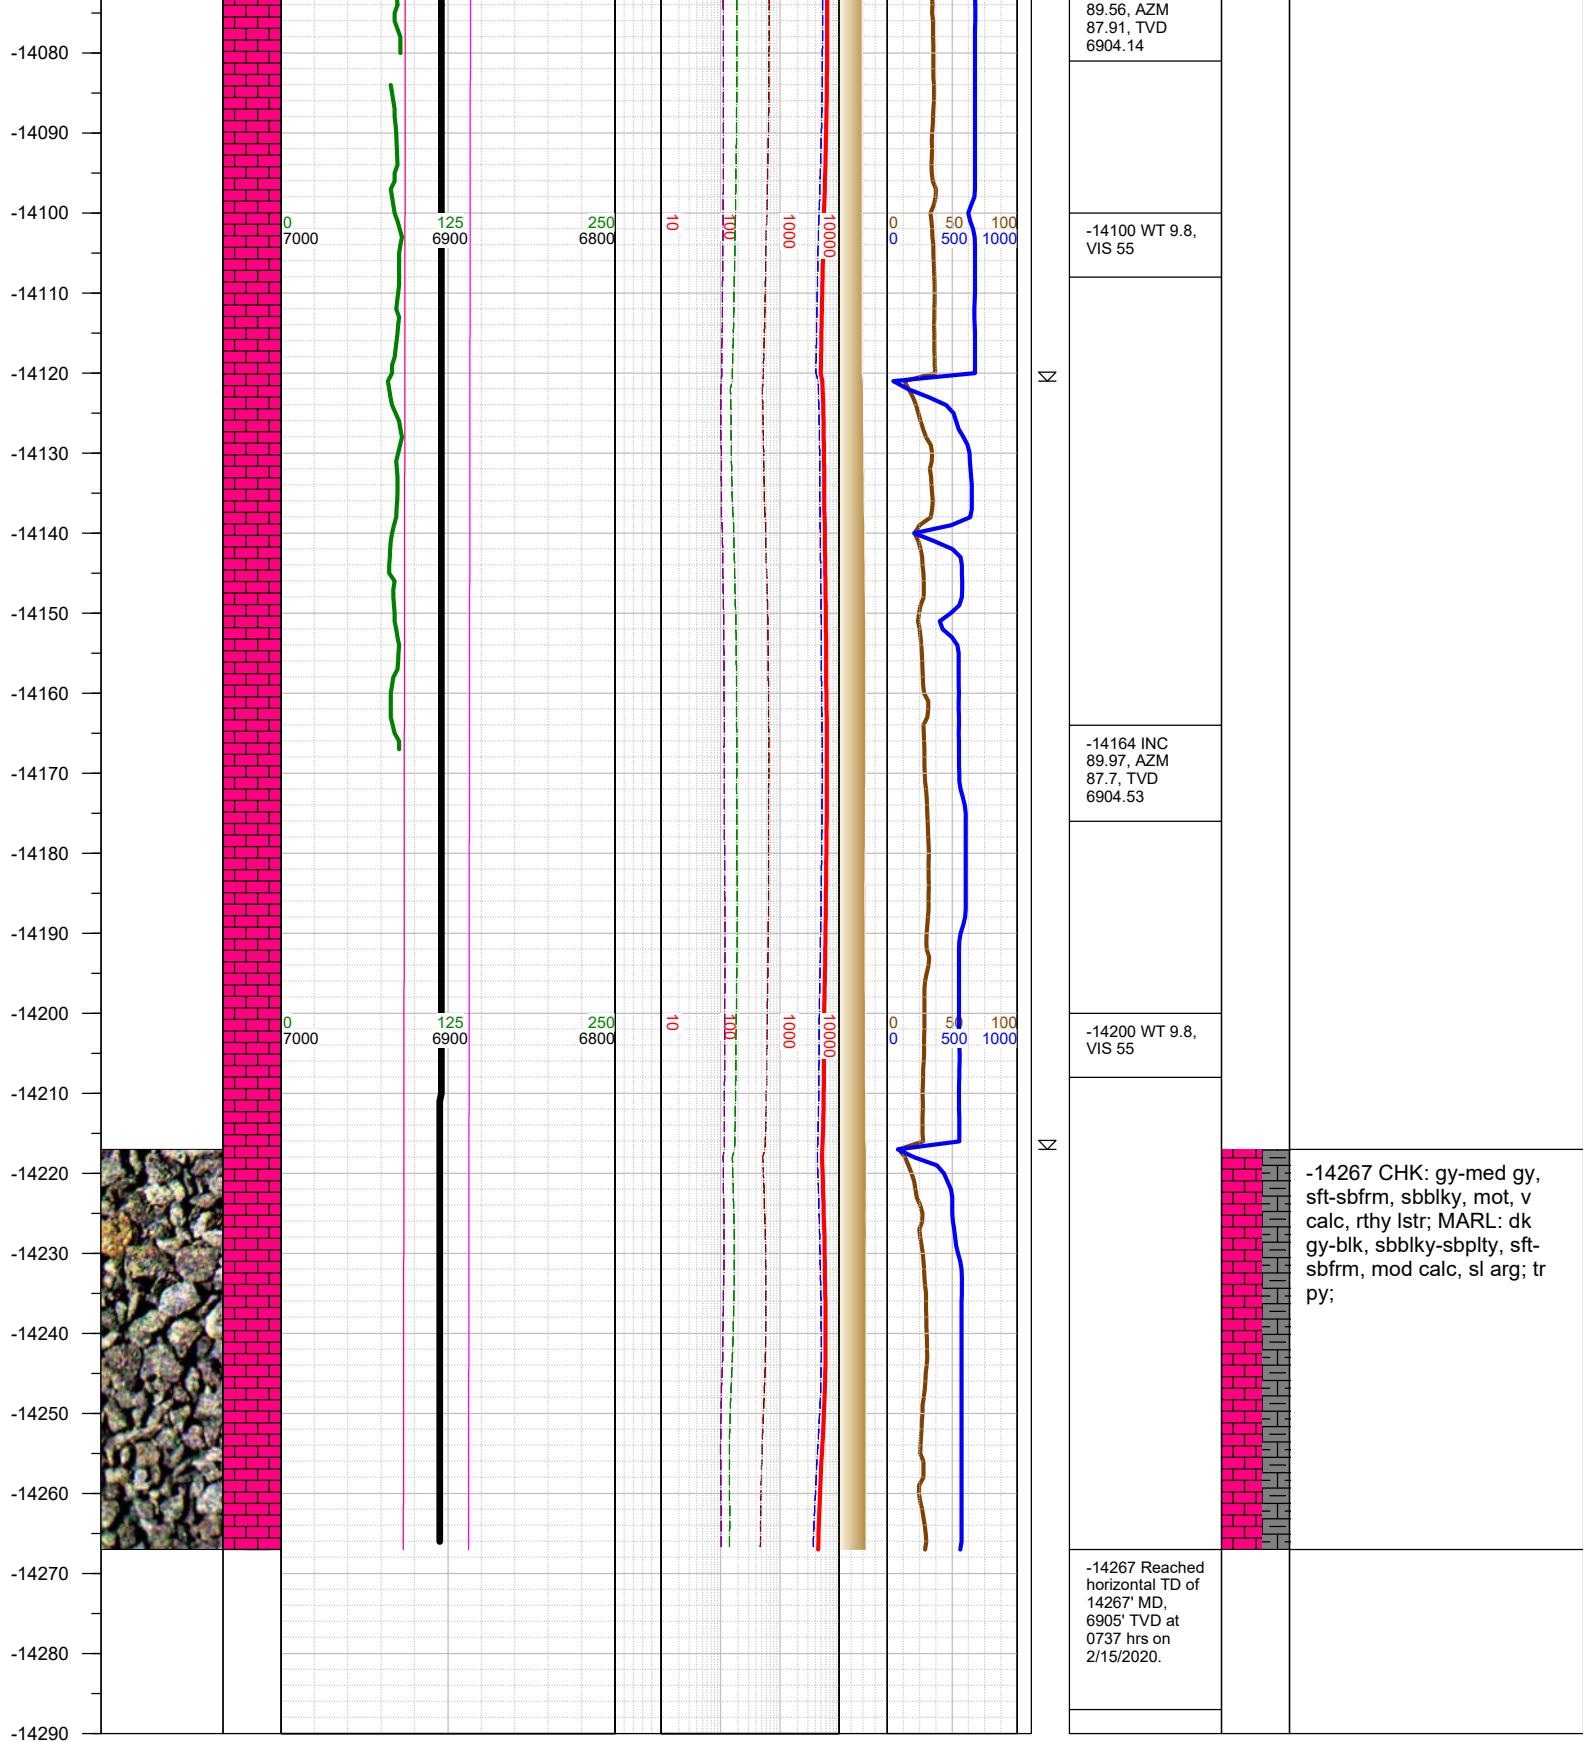 89.56, AZM
87.91, TVD
6904.14
-14080
-14090
-14100
0 125 250
7000 6900 6800
10 100 1000 10000
0 50 100
0 500 1000
-14100 WT 9.8,
VIS 55
-14110
-14120
-14130
-14140
-14150
-14160
-14164 INC
89.97, AZM
87.7, TVD
6904.53
-14170
-14180
-14190
-14200
0 125 250
7000 6900 6800
10 100 1000 10000
0 50 100
0 500 1000
-14200 WT 9.8,
VIS 55
-14210
-14220
-14267 CHK: gy-med gy,
sft-sbfrm, sbblky, mot, v
calc, rthy lstr; MARL: dk
gy-blk, sbblky-sbplty, sft-
sbfrm, mod calc, sl arg; tr
py;
-14230
-14240
-14250
-14260
-14270
-14267 Reached
horizontal TD of
14267' MD,
6905' TVD at
0737 hrs on
2/15/2020.
-14280
-14290